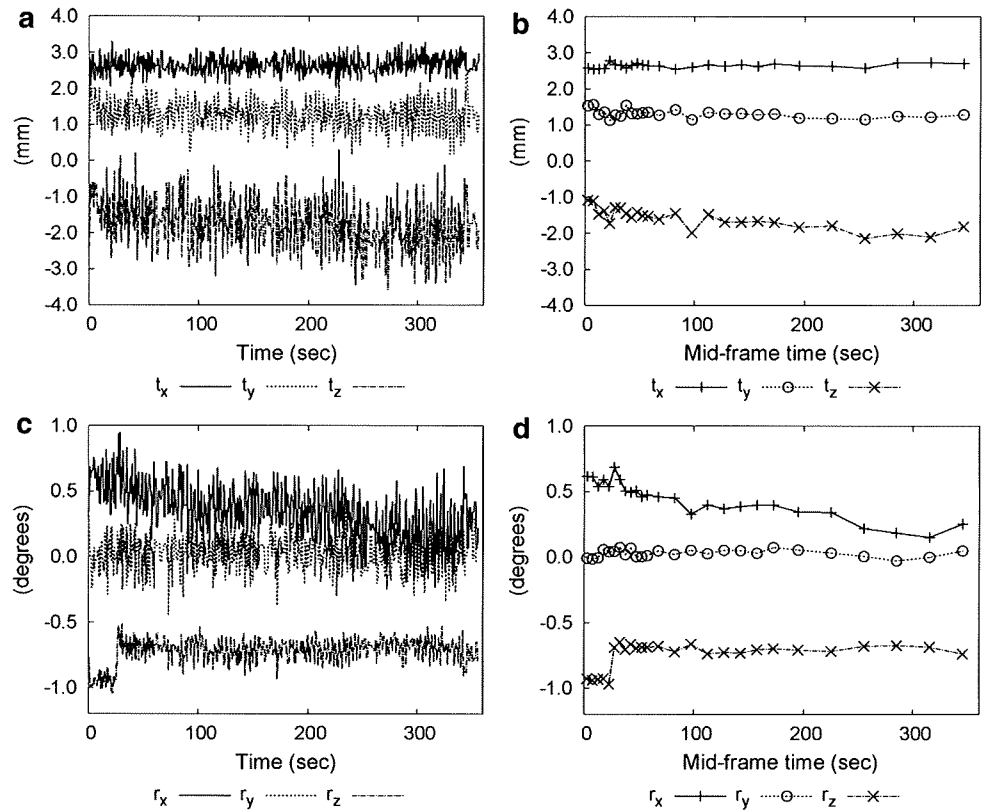 a
4.0
3.0
2.0
1.0
0.0
-1.0
-2.0
-3.0
-4.0
(mm)
0 100 200 300
Time (sec)
t_x t_y t_z
b
4.0
3.0
2.0
1.0
0.0
-1.0
-2.0
-3.0
-4.0
(mm)
0 100 200 300
Mid-frame time (sec)
t_x t_y t_z
c
1.0
0.5
0.0
-0.5
-1.0
(degrees)
0 100 200 300
Time (sec)
r_x r_y r_z
d
1.0
0.5
0.0
-0.5
-1.0
(degrees)
0 100 200 300
Mid-frame time (sec)
r_x r_y r_z